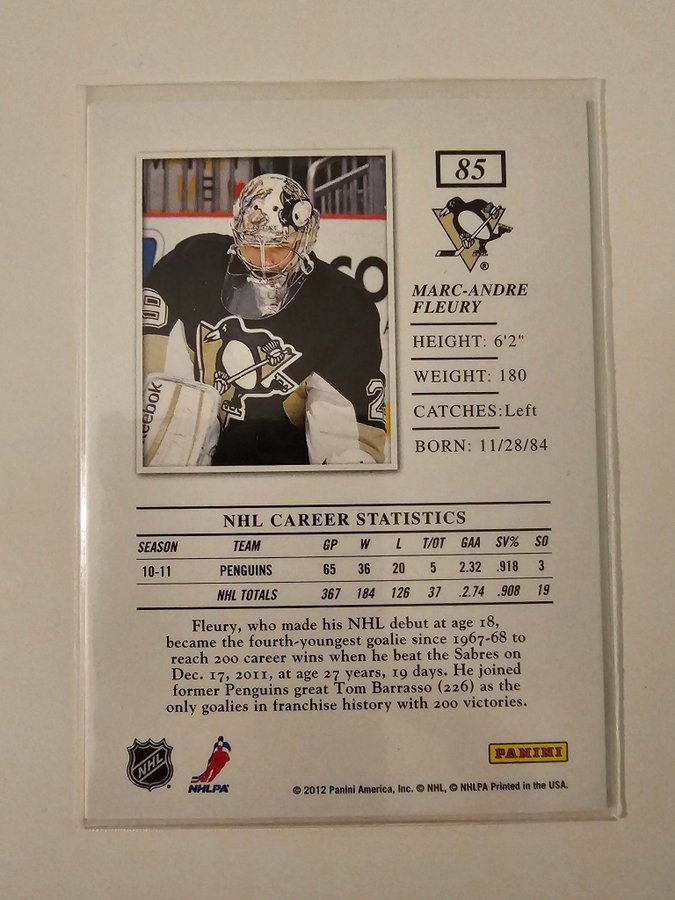 85
MARC-ANDRE
FLEURY
HEIGHT: 6'2"
WEIGHT: 180
CATCHES:Left
BORN: 11/28/84
CO
Reebok
NHL CAREER STATISTICS
SEASON TEAM GP W L T/OT GAA SV% SO
10-11 PENGUINS 65 36 20 5 2.32 .918 3
NHL TOTALS 367 184 126 37 .2.74 .908 19
Fleury, who made his NHL debut at age 18,
became the fourth-youngest goalie since 1967-68 to
reach 200 career wins when he beat the Sabres on
Dec. 17, 2011, at age 27 years, 19 days. He joined
former Penguins great Tom Barrasso (226) as the
only goalies in franchise history with 200 victories.
NHL
NHLPA
PANINI
© 2012 Panini America, Inc. © NHL, © NHLPA Printed in the USA.